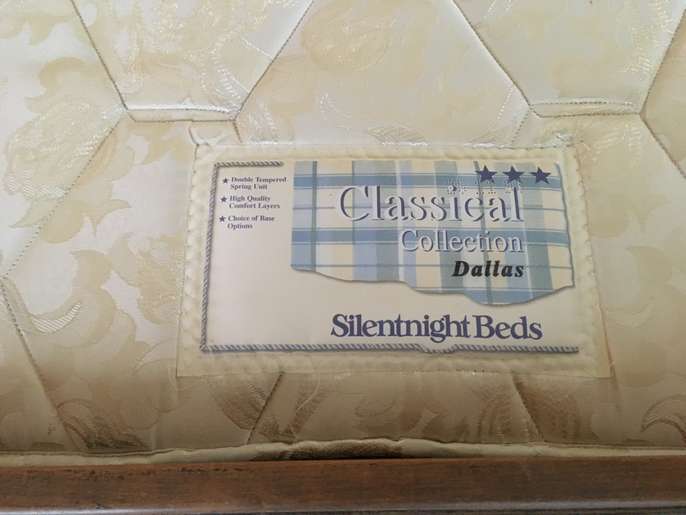 ★ Double Tempered
Spring Unit
★ High Quality
Comfort Layers
★ Choice of Base
Options
★★★
Classical
Collection
Dallas
Silentnight Beds